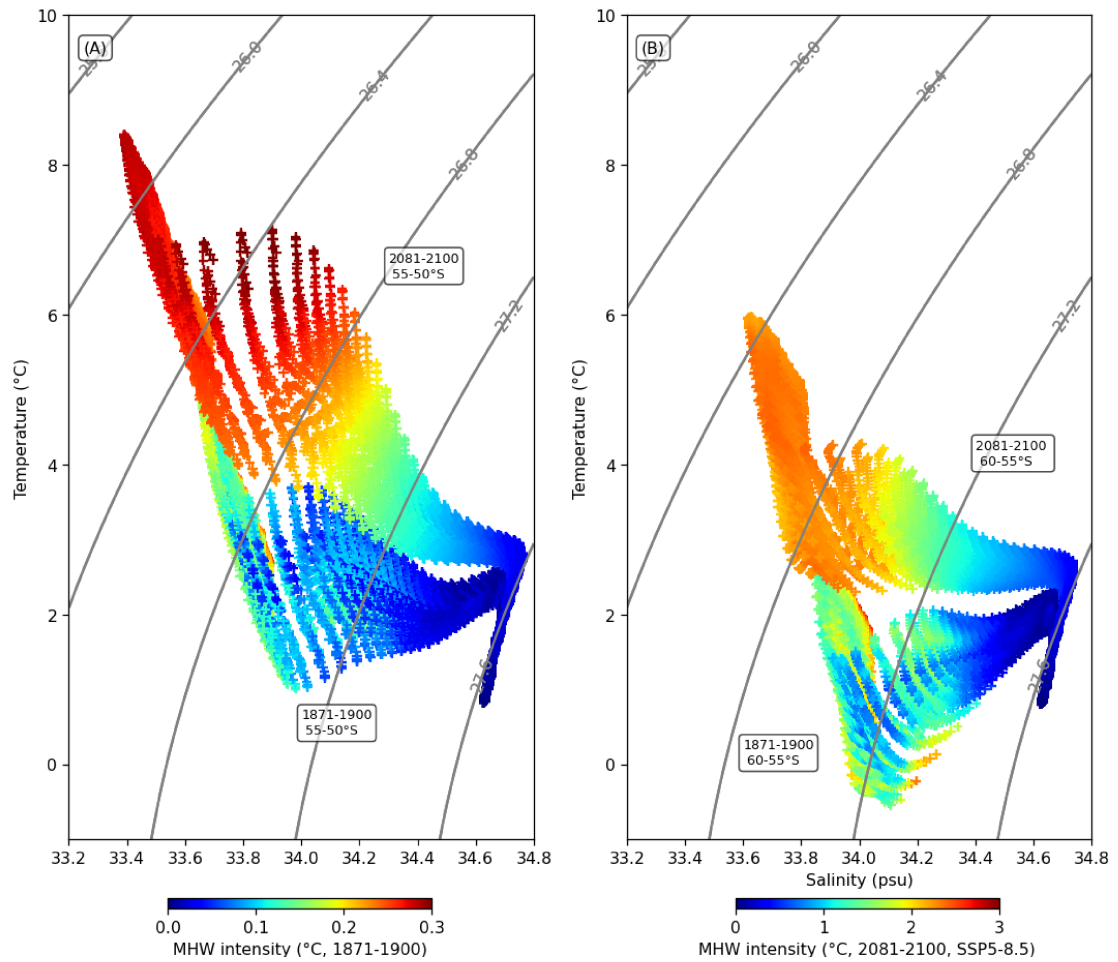 (A)
25.6
26.0
26.4
26.8
27.2
27.6
2081-2100
55-50°S
1871-1900
55-50°S
Temperature (°C)
10
8
6
4
2
0
33.2 33.4 33.6 33.8 34.0 34.2 34.4 34.6 34.8
0.0 0.1 0.2 0.3
MHW intensity (°C, 1871-1900)
(B)
26.0
26.4
26.8
27.2
27.6
2081-2100
60-55°S
1871-1900
60-55°S
Temperature (°C)
10
8
6
4
2
0
33.2 33.4 33.6 33.8 34.0 34.2 34.4 34.6 34.8
Salinity (psu)
0 1 2 3
MHW intensity (°C, 2081-2100, SSP5-8.5)